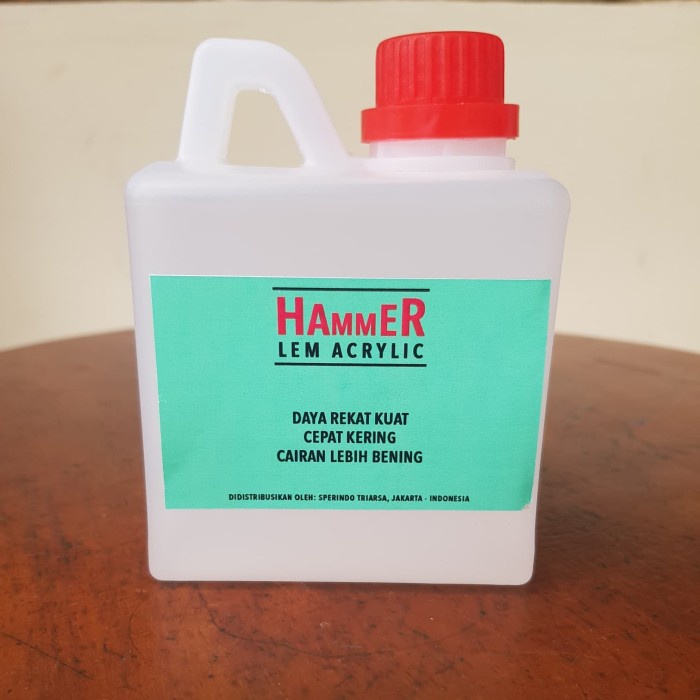 HAMMER
LEM ACRYLIC
DAYA REKAT KUAT
CEPAT KERING
CAIRAN LEBIH BENING
DIDISTRIBUSIKAN OLEH: SPERINDO TRIARSA, JAKARTA - INDONESIA